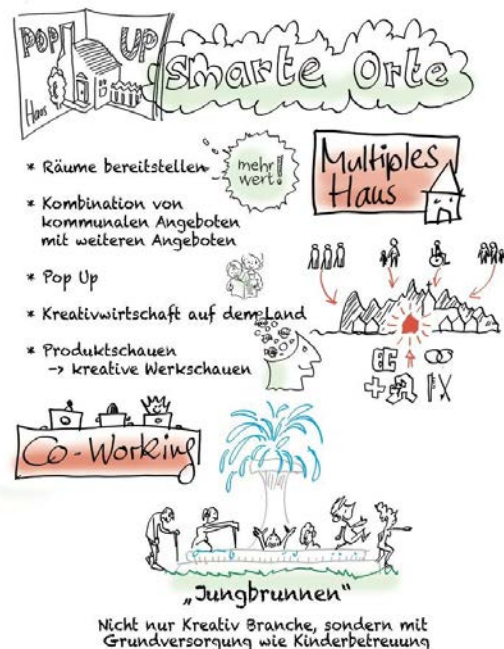 POP UP
Haus
smarte Orte
* Räume bereitstellen
mehr
wert!
* Kombination von
kommunalen Angeboten
mit weiteren Angeboten
* Pop Up
* Kreativwirtschaft auf dem Land
* Produktschauen
→ kreative Werkschauen
Multiples
Haus
Co-Working
„Jungbrunnen"
Nicht nur Kreativ Branche, sondern mit
Grundversorgung wie Kinderbetreuung